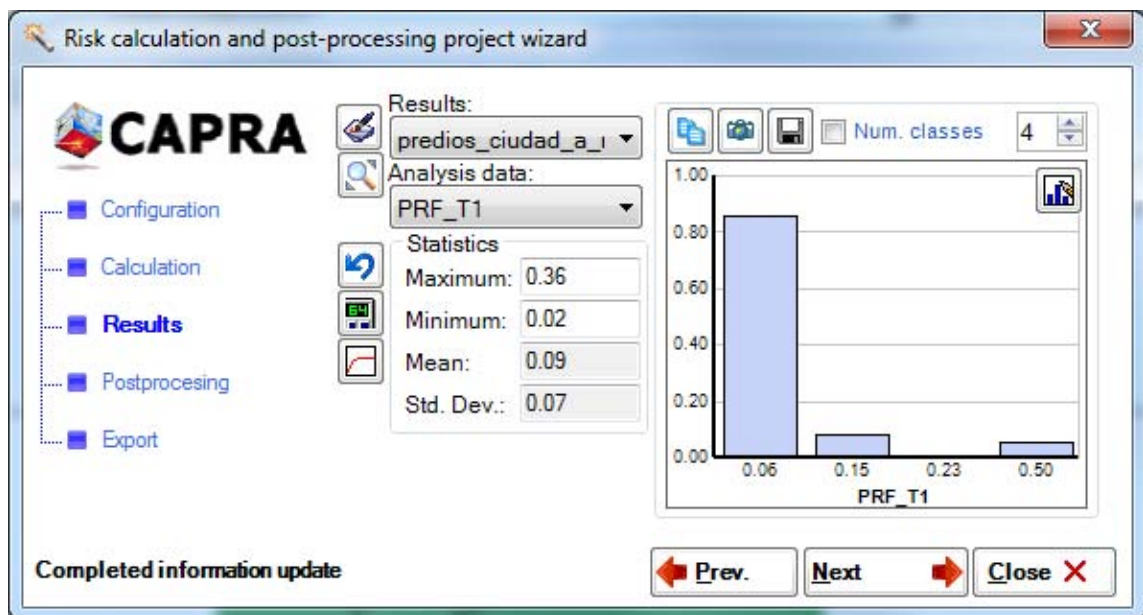 Risk calculation and post-processing project wizard
CAPRA
Configuration
Calculation
Results
Postprocesing
Export
Results:
predios_ciudad_a_
Analysis data:
PRF_T1
Statistics
Maximum: 0.36
Minimum: 0.02
Mean: 0.09
Std. Dev.: 0.07
Num. classes 4
1.00
0.80
0.60
0.40
0.20
0.00
0.06 0.15 0.23 0.50
PRF_T1
Completed information update
Prev. Next Close